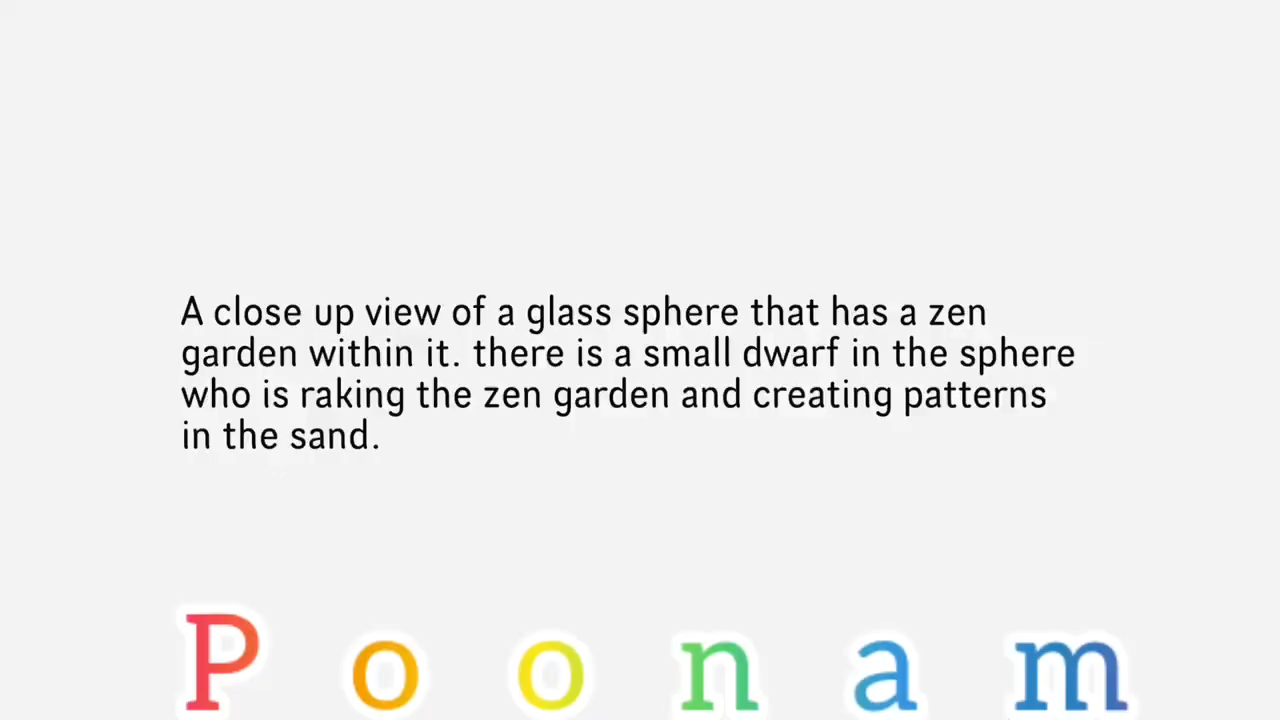 A close up view of a glass sphere that has a zen
garden within it. there is a small dwarf in the sphere
who is raking the zen garden and creating patterns
in the sand.
Poonam